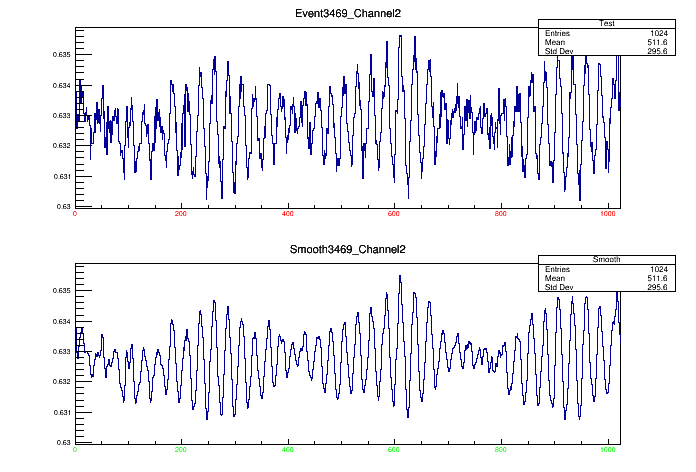 Event3469_Channel2
Test
Entries 1024
Mean 511.6
Std Dev 295.6
0.635
0.634
0.633
0.632
0.631
0.63
0 200 400 600 800 1000
Smooth3469_Channel2
Smooth
Entries 1024
Mean 511.6
Std Dev 295.6
0.635
0.634
0.633
0.632
0.631
0.63
0 200 400 600 800 1000